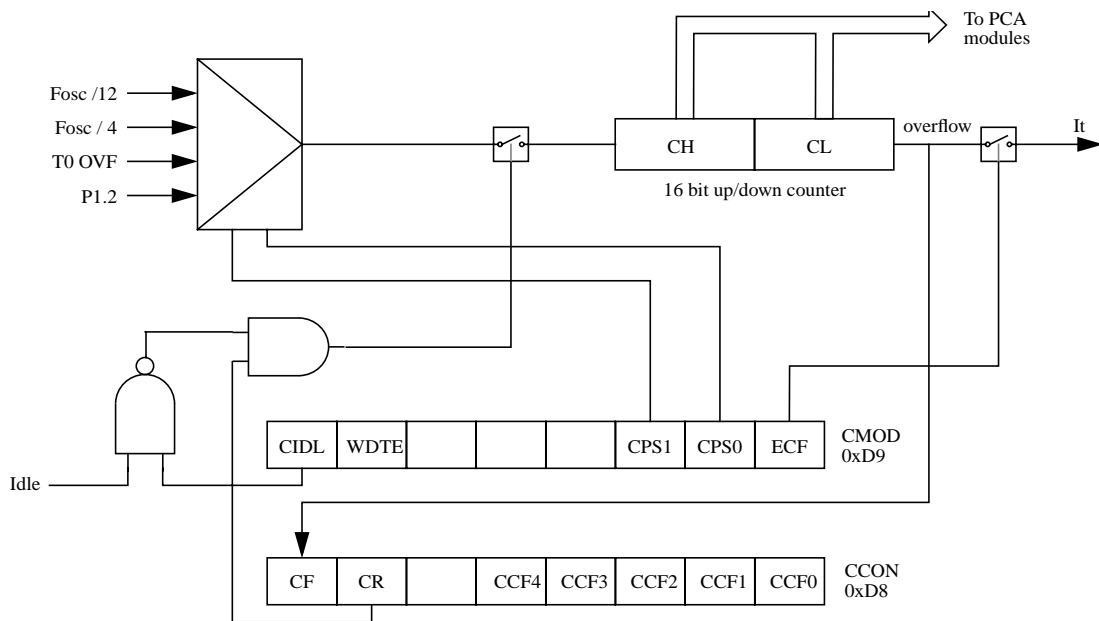 To PCA
modules
Fosc /12
Fosc / 4
T0 OVF
P1.2
CH
CL
overflow
It
16 bit up/down counter
CIDL
WDTE
CPS1
CPS0
ECF
CMOD
0xD9
Idle
CF
CR
CCF4
CCF3
CCF2
CCF1
CCF0
CCON
0xD8